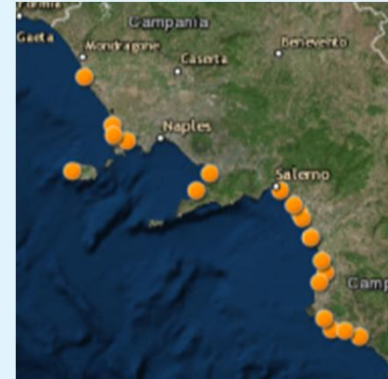 Gaeta
Campania
Mondragone
Benevento
Caserta
Naples
Salerno
Camp